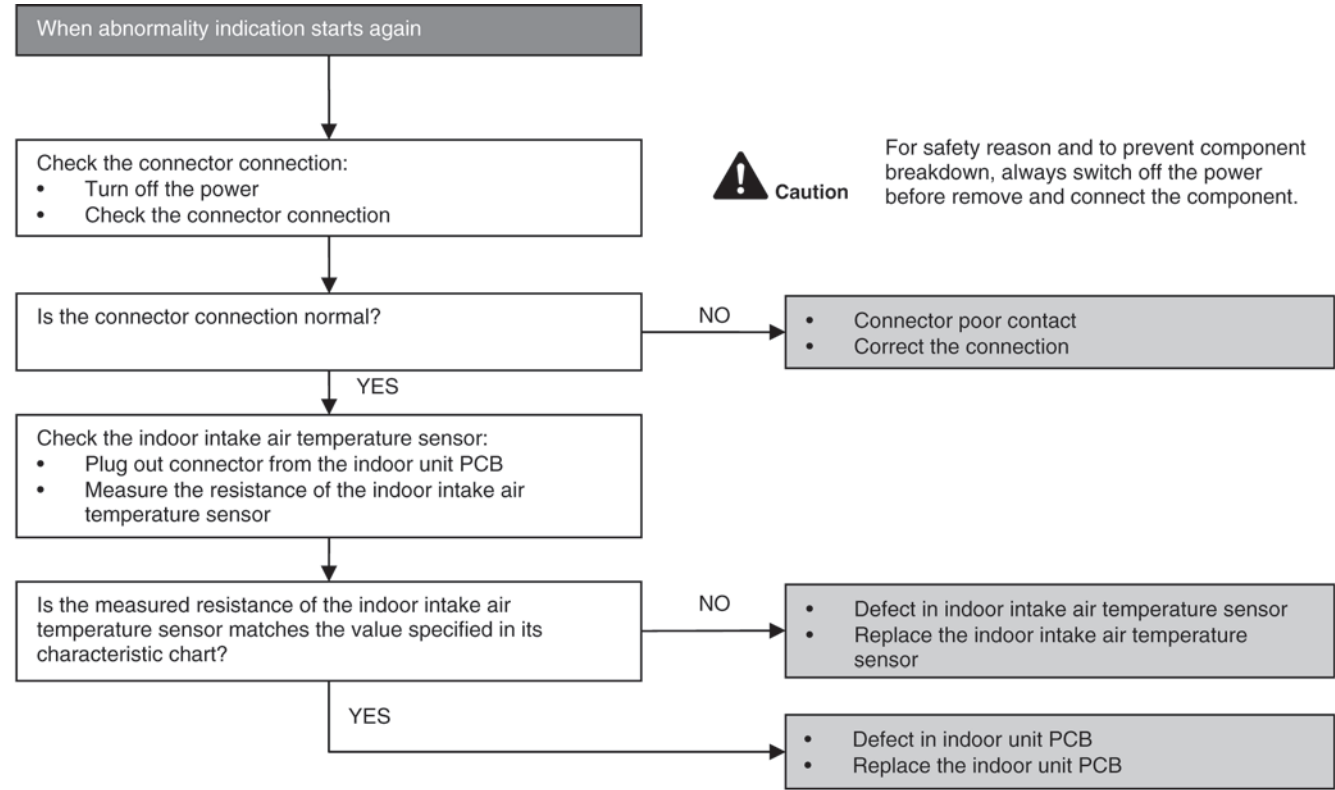 When abnormality indication starts again
Check the connector connection:
• Turn off the power
• Check the connector connection
Caution
For safety reason and to prevent component
breakdown, always switch off the power
before remove and connect the component.
Is the connector connection normal?
NO
• Connector poor contact
• Correct the connection
YES
Check the indoor intake air temperature sensor:
• Plug out connector from the indoor unit PCB
• Measure the resistance of the indoor intake air
temperature sensor
Is the measured resistance of the indoor intake air
temperature sensor matches the value specified in its
characteristic chart?
NO
• Defect in indoor intake air temperature sensor
• Replace the indoor intake air temperature
sensor
YES
• Defect in indoor unit PCB
• Replace the indoor unit PCB